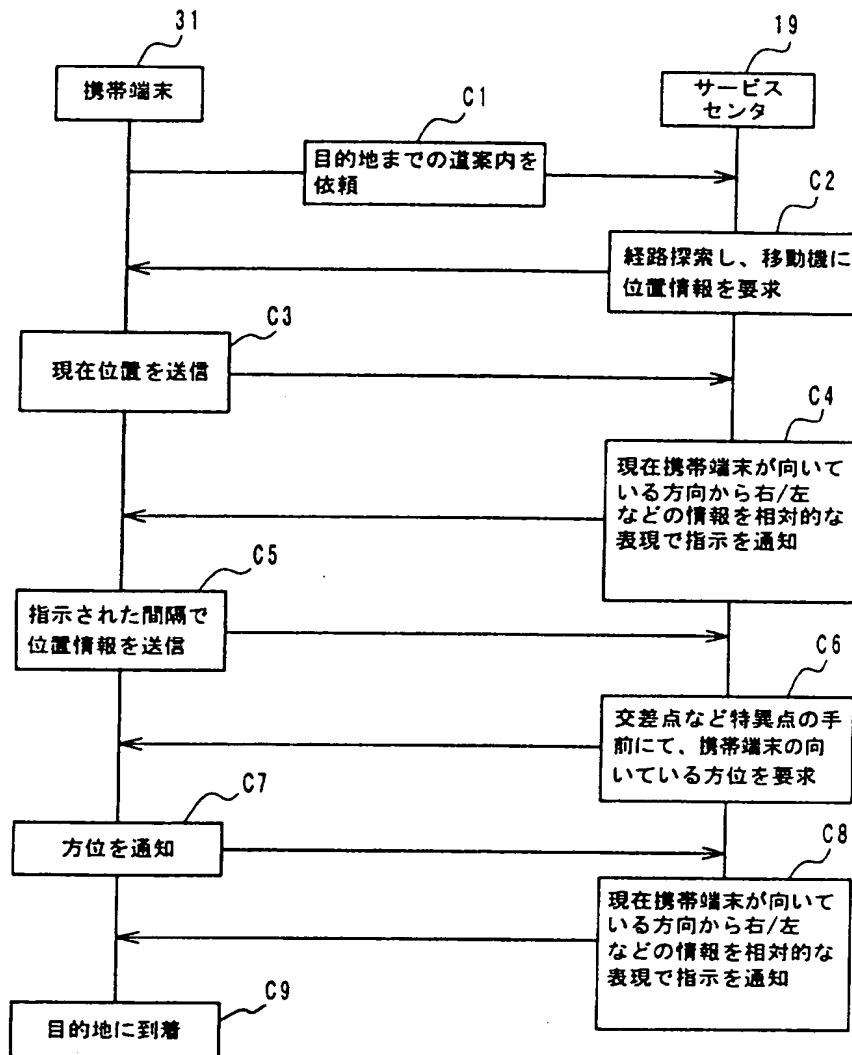 31
携帯端末
19
サービス
センタ
C1
目的地までの道案内を
依頼
C2
経路探索し、移動機に
位置情報を要求
C3
現在位置を送信
C4
現在携帯端末が向いて
いる方向から右/左
などの情報を相対的な
表現で指示を通知
C5
指示された間隔で
位置情報を送信
C6
交差点など特異点の手
前にて、携帯端末の向
いている方位を要求
C7
方位を通知
C8
現在携帯端末が向いて
いる方向から右/左
などの情報を相対的な
表現で指示を通知
C9
目的地に到着